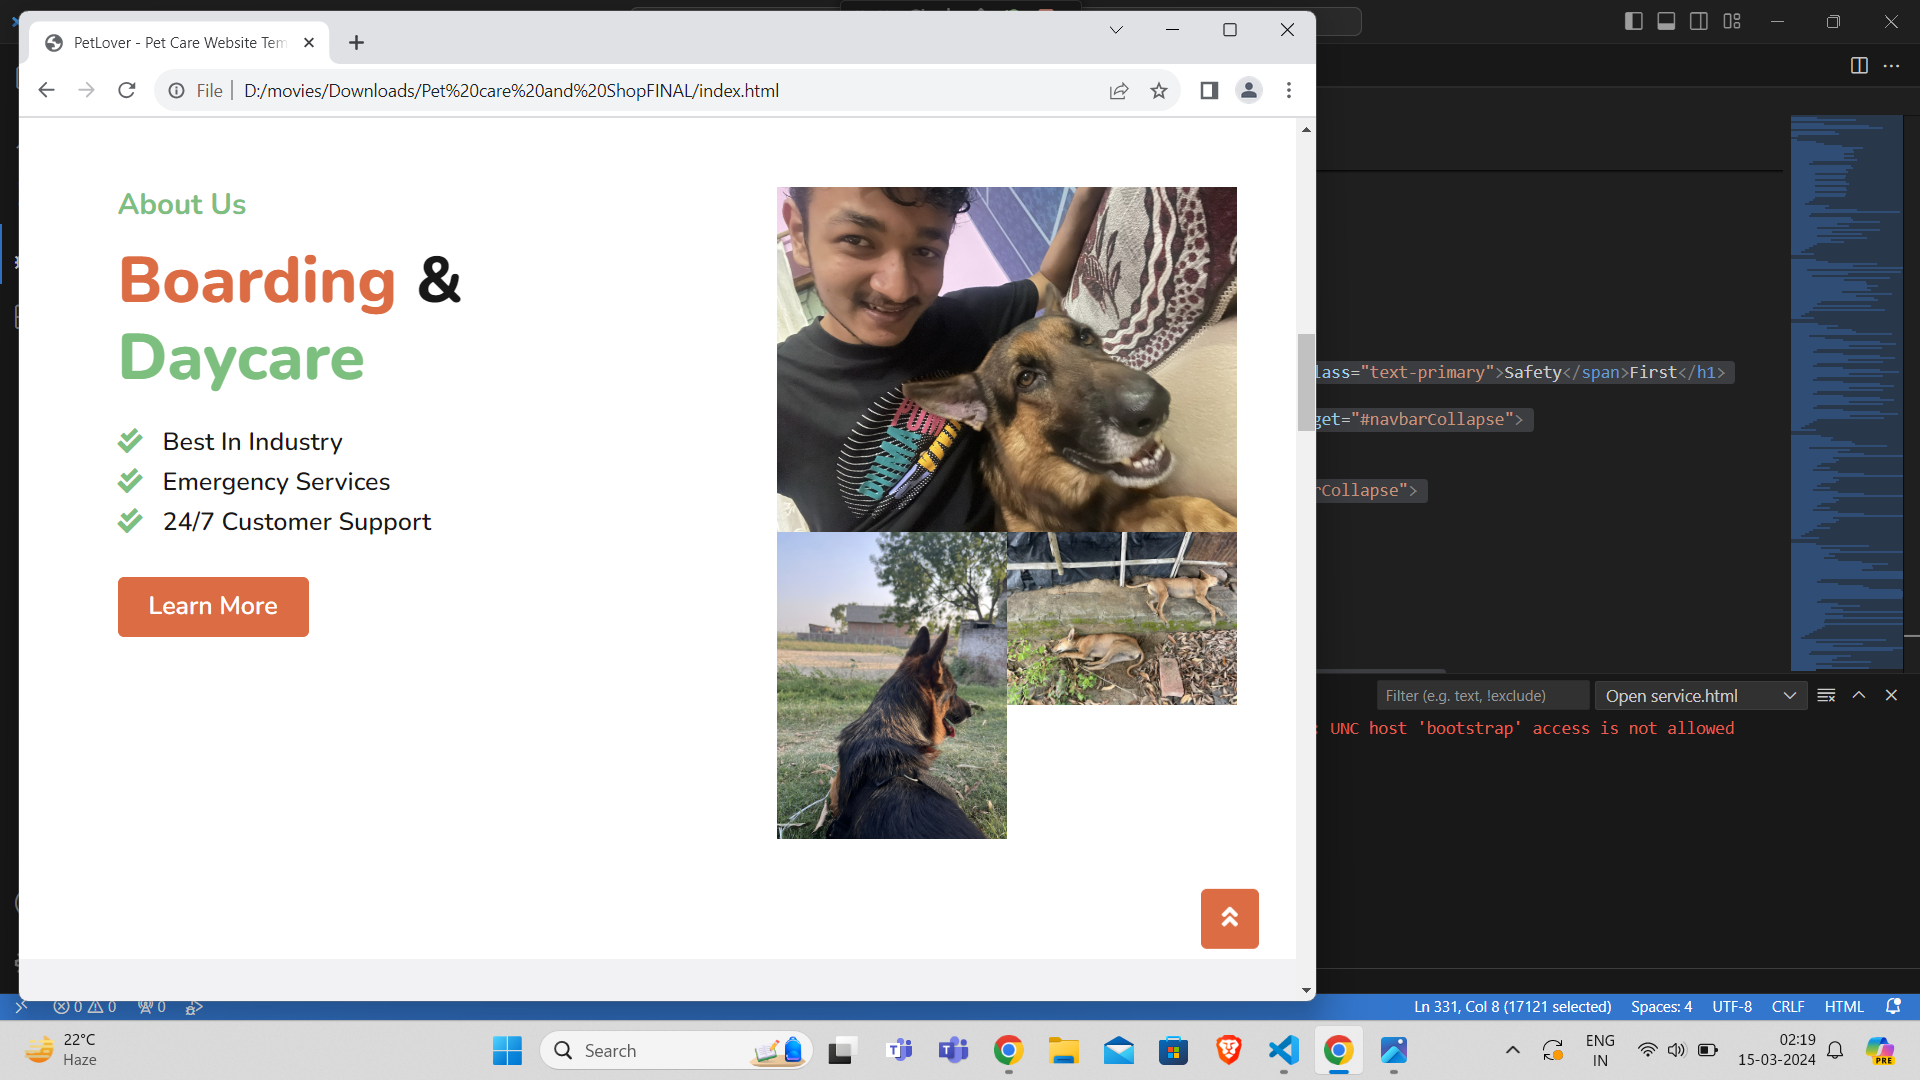 PetLover - Pet Care Website Tem
File
D:/movies/Downloads/Pet%20care%20and%20ShopFINAL/index.html
About Us
Boarding &
Daycare
Best In Industry
Emergency Services
24/7 Customer Support
Learn More
lass="text-primary">Safety</span>First</h1>
get="#navbarCollapse">
rCollapse">
Filter (e.g. text, !exclude)
Open service.html
: UNC host 'bootstrap' access is not allowed
0 0 0
Ln 331, Col 8 (17121 selected)
Spaces: 4
UTF-8
CRLF
HTML
22°C
Haze
Search
ENG
IN
02:19
15-03-2024
PRE